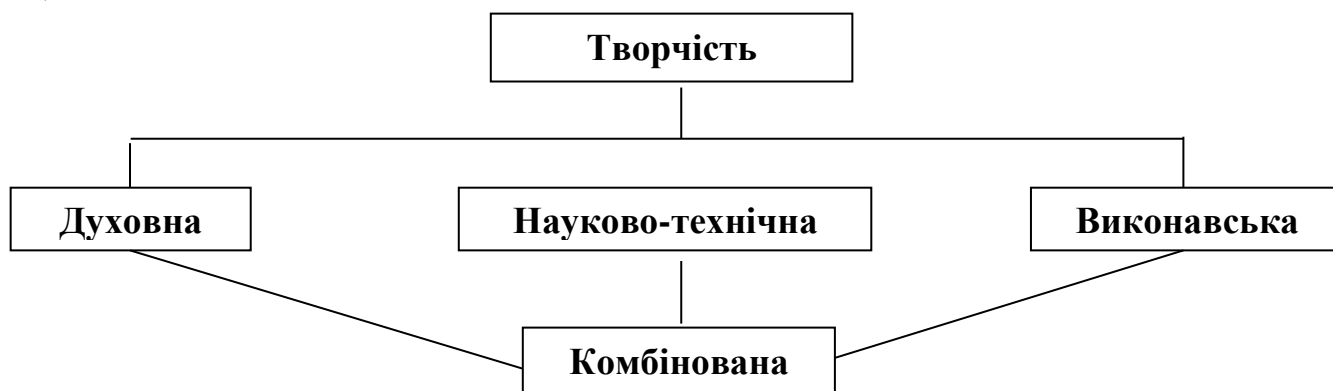 Творчість
Духовна
Науково-технічна
Виконавська
Комбінована